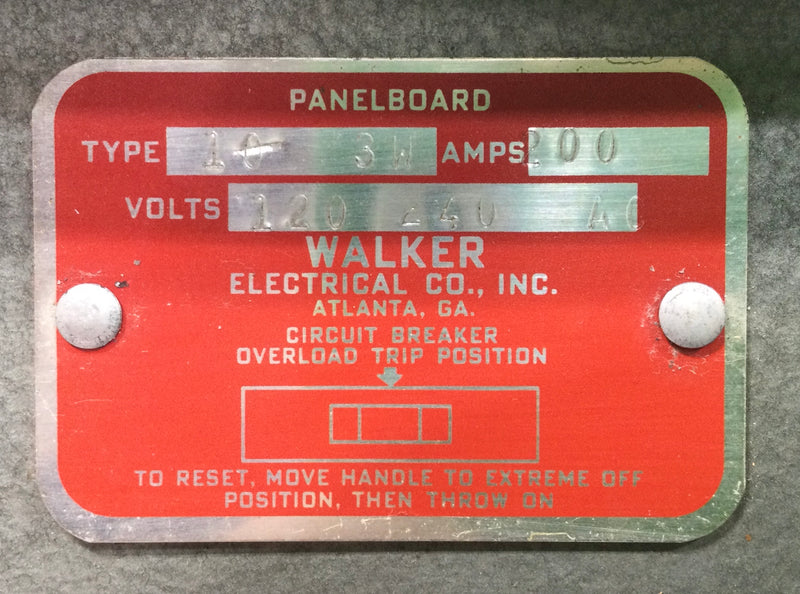 PANELBOARD
TYPE 10 3W AMPS 200
VOLTS 120 240 AC
WALKER
ELECTRICAL CO., INC.
ATLANTA, GA.
CIRCUIT BREAKER
OVERLOAD TRIP POSITION
TO RESET, MOVE HANDLE TO EXTREME OFF
POSITION, THEN THROW ON